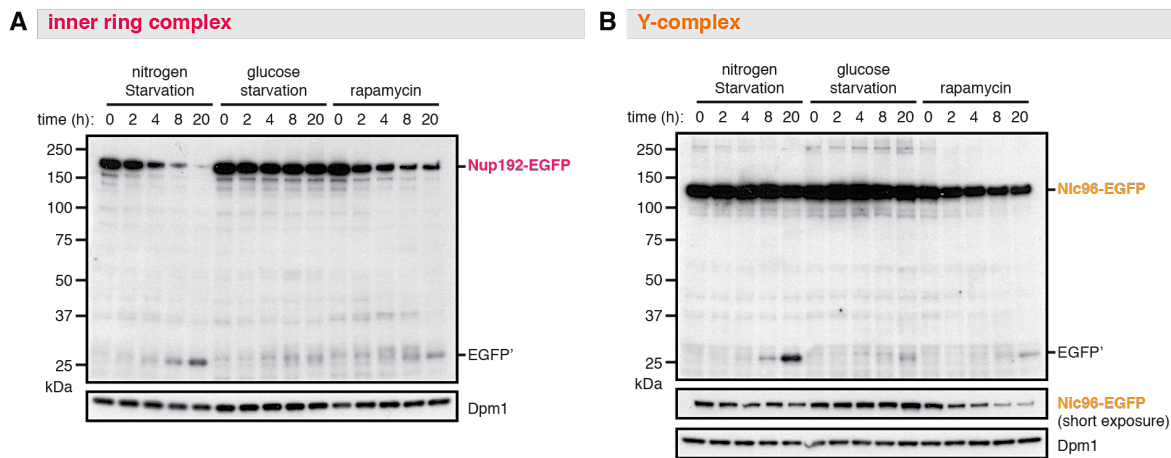 A inner ring complex
nitrogen
Starvation
glucose
starvation
rapamycin
time (h): 0 2 4 8 20 0 2 4 8 20 0 2 4 8 20
250
150
100
75
50
37
25
kDa
Nup192-EGFP
EGFP’
Dpm1
B Y-complex
nitrogen
Starvation
glucose
starvation
rapamycin
time (h): 0 2 4 8 20 0 2 4 8 20 0 2 4 8 20
250
150
100
75
50
37
25
kDa
Nic96-EGFP
EGFP’
Nic96-EGFP
(short exposure)
Dpm1